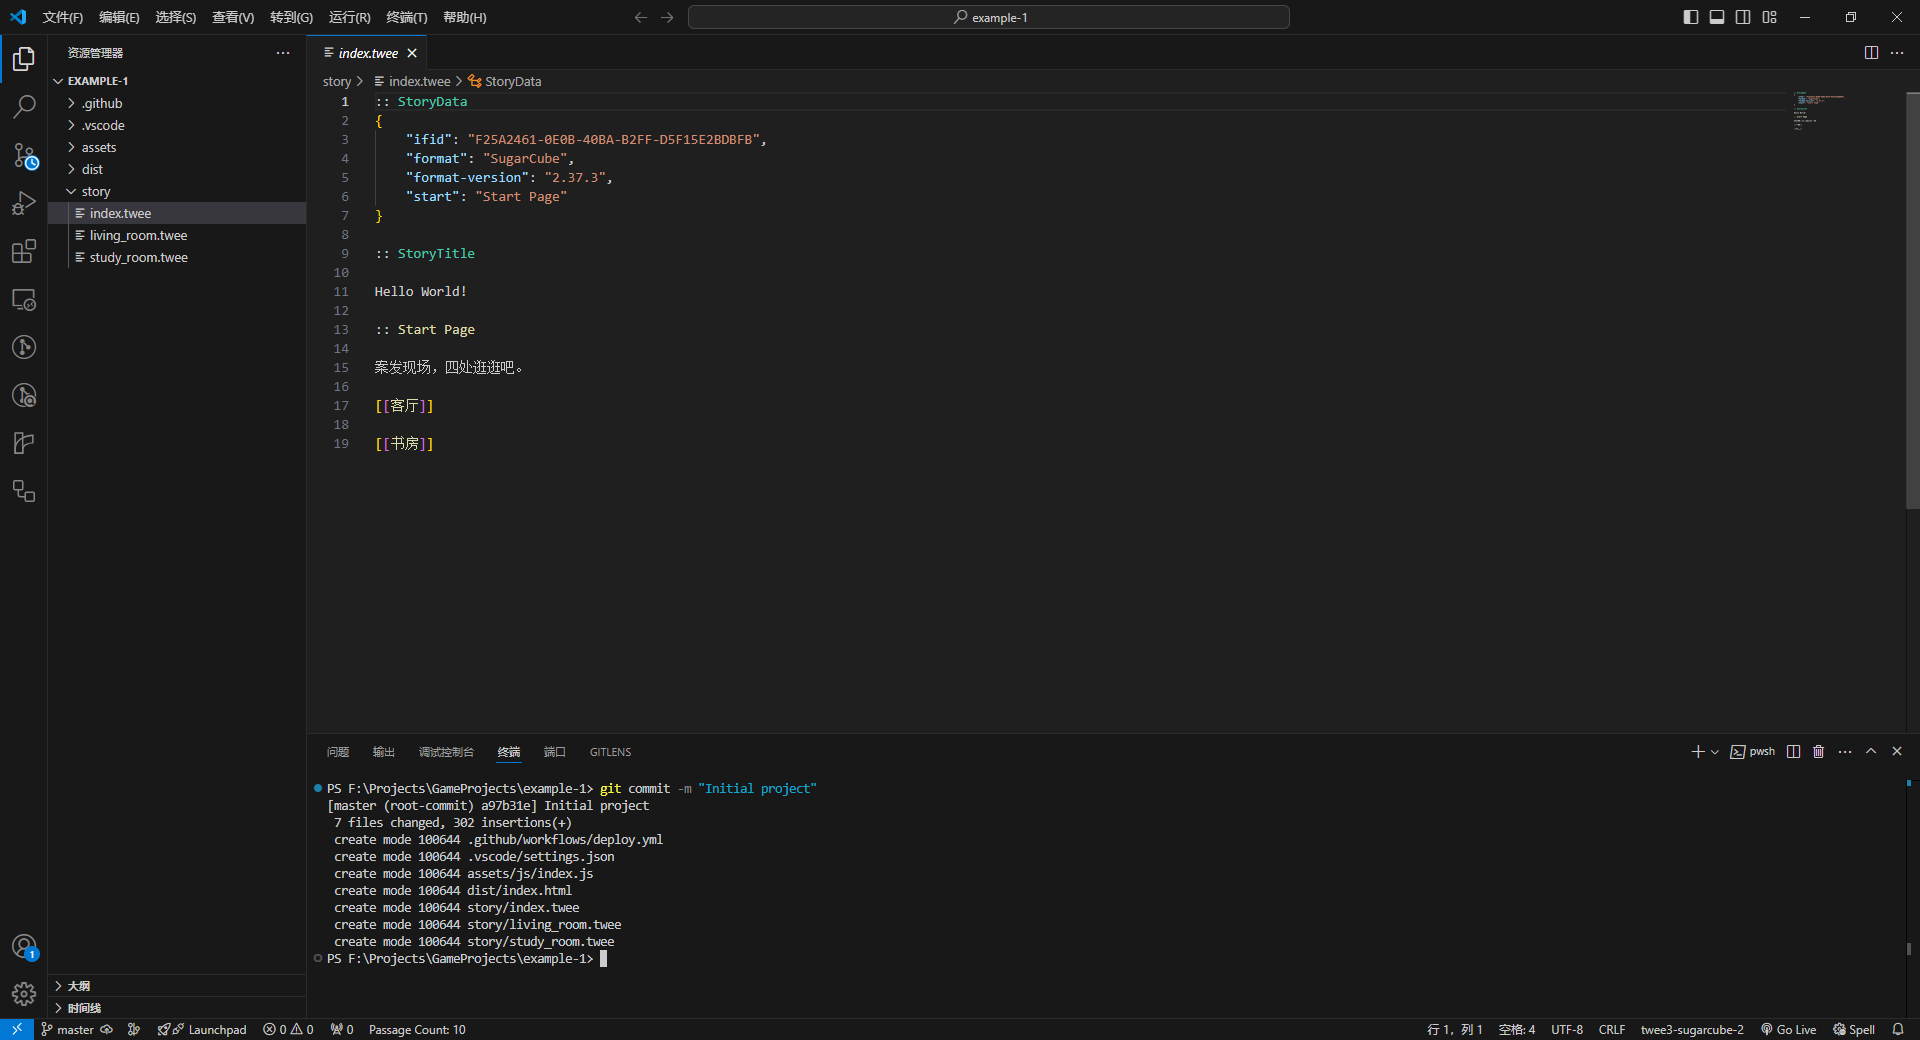 文件(F) 编辑(E) 选择(S) 查看(V) 转到(G) 运行(R) 终端(T) 帮助(H)
example-1
资源管理器
EXAMPLE-1
.github
.vscode
assets
dist
story
index.twee
living_room.twee
study_room.twee
大纲
时间线
index.twee
story > index.twee > StoryData
1 :: StoryData
2 {
3 "ifid": "F25A2461-0E0B-40BA-B2FF-D5F15E2BDBFB",
4 "format": "SugarCube",
5 "format-version": "2.37.3",
6 "start": "Start Page"
7 }
8
9 :: StoryTitle
10
11 Hello World!
12
13 :: Start Page
14
15 案发现场，四处逛逛吧。
16
17 [[客厅]]
18
19 [[书房]]
问题 输出 调试控制台 终端 端口 GITLENS
pwsh
PS F:\Projects\GameProjects\example-1> git commit -m "Initial project"
[master (root-commit) a97b31e] Initial project
7 files changed, 302 insertions(+)
create mode 100644 .github/workflows/deploy.yml
create mode 100644 .vscode/settings.json
create mode 100644 assets/js/index.js
create mode 100644 dist/index.html
create mode 100644 story/index.twee
create mode 100644 story/living_room.twee
create mode 100644 story/study_room.twee
PS F:\Projects\GameProjects\example-1>
1
master Launchpad 0 0 0 Passage Count: 10 行 1，列 1 空格: 4 UTF-8 CRLF twee3-sugarcube-2 Go Live Spell